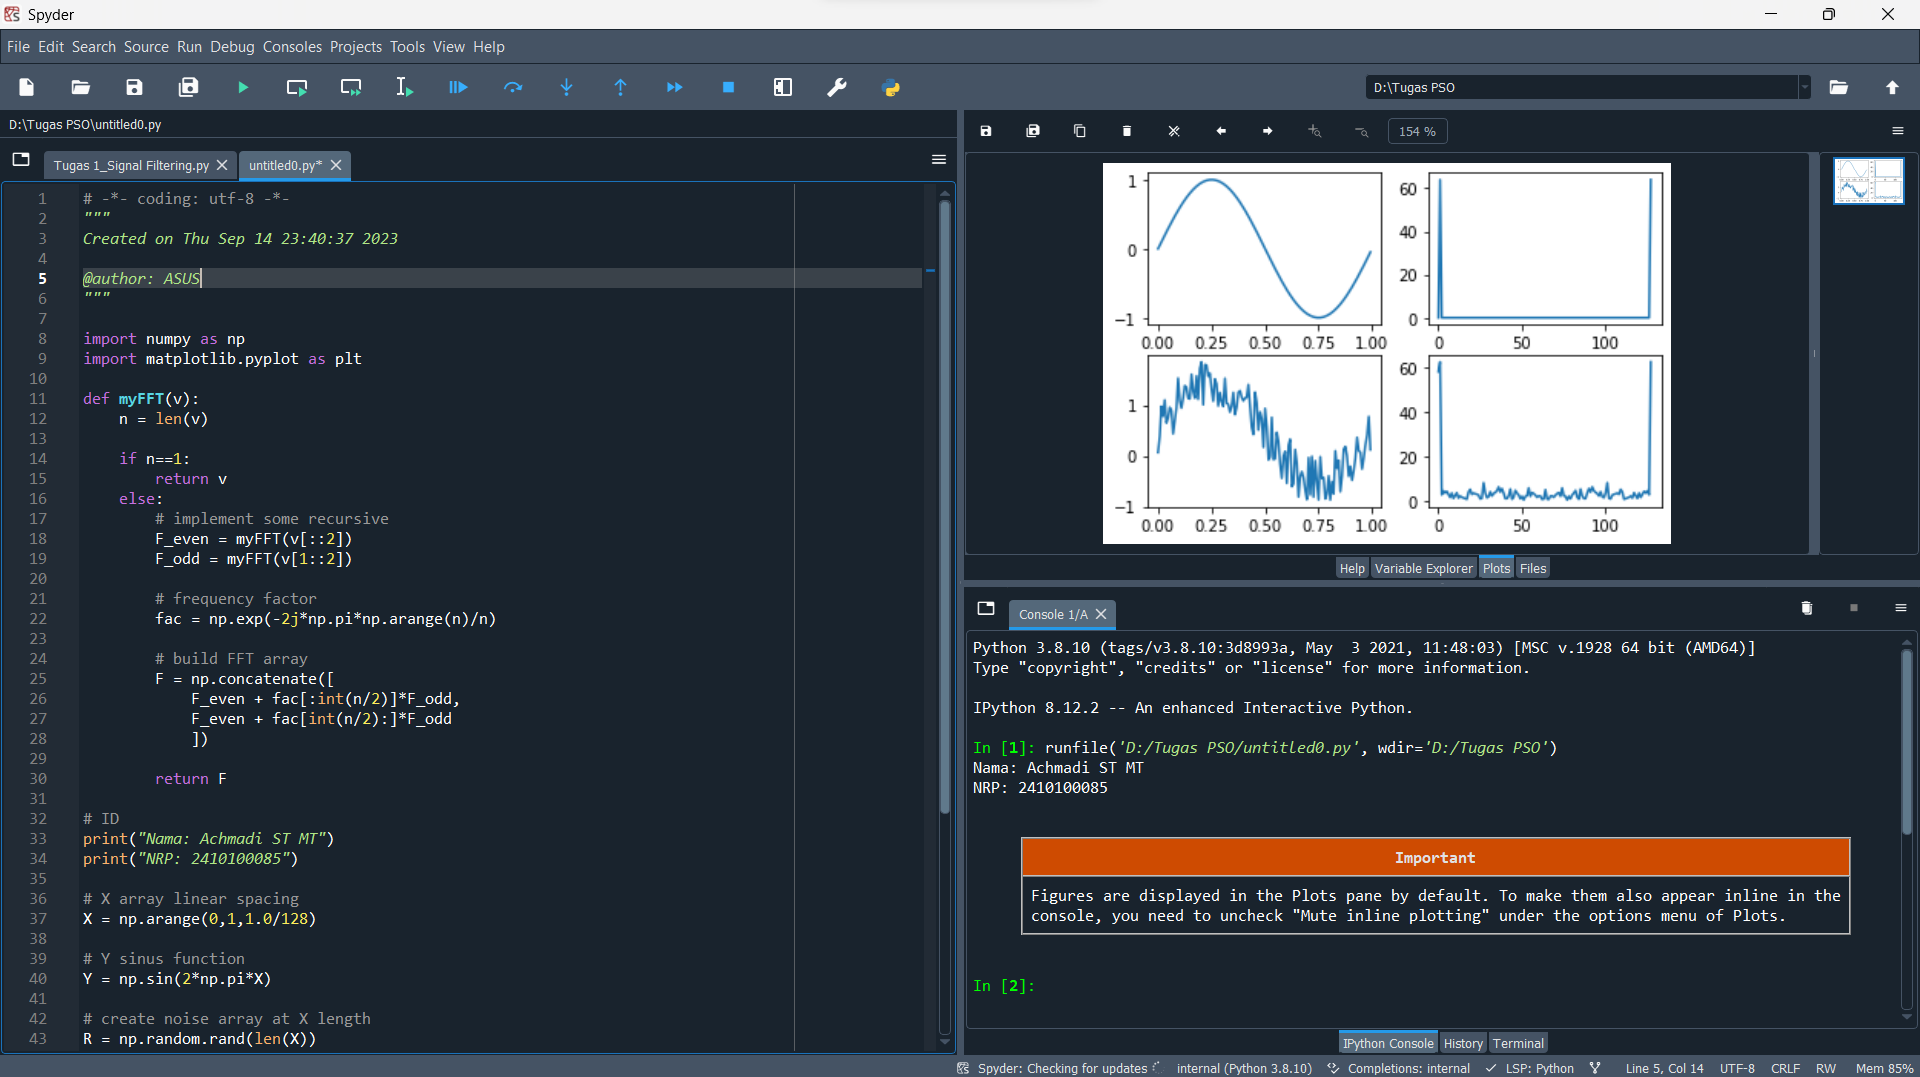 Spyder
File Edit Search Source Run Debug Consoles Projects Tools View Help
D:\Tugas PSO
D:\Tugas PSO\untitled0.py
Tugas 1_Signal Filtering.py
untitled0.py*
1 # -*- coding: utf-8 -*-
2 """
3 Created on Thu Sep 14 23:40:37 2023
4
5 @author: ASUS
6 """
7
8 import numpy as np
9 import matplotlib.pyplot as plt
10
11 def myFFT(v):
12     n = len(v)
13
14     if n==1:
15         return v
16     else:
17         # implement some recursive
18         F_even = myFFT(v[::2])
19         F_odd = myFFT(v[1::2])
20
21         # frequency factor
22         fac = np.exp(-2j*np.pi*np.arange(n)/n)
23
24         # build FFT array
25         F = np.concatenate([
26             F_even + fac[:int(n/2)]*F_odd,
27             F_even + fac[int(n/2):]*F_odd
28             ])
29
30         return F
31
32 # ID
33 print("Nama: Achmadi ST MT")
34 print("NRP: 2410100085")
35
36 # X array linear spacing
37 X = np.arange(0,1,1.0/128)
38
39 # Y sinus function
40 Y = np.sin(2*np.pi*X)
41
42 # create noise array at X length
43 R = np.random.rand(len(X))
154 %
1
0
−1
0.00 0.25 0.50 0.75 1.00
60
40
20
0
0 50 100
1
0
−1
0.00 0.25 0.50 0.75 1.00
60
40
20
0
0 50 100
Help Variable Explorer Plots Files
Console 1/A
Python 3.8.10 (tags/v3.8.10:3d8993a, May  3 2021, 11:48:03) [MSC v.1928 64 bit (AMD64)]
Type "copyright", "credits" or "license" for more information.
IPython 8.12.2 -- An enhanced Interactive Python.
In [1]: runfile('D:/Tugas PSO/untitled0.py', wdir='D:/Tugas PSO')
Nama: Achmadi ST MT
NRP: 2410100085
Important
Figures are displayed in the Plots pane by default. To make them also appear inline in the
console, you need to uncheck "Mute inline plotting" under the options menu of Plots.
In [2]:
IPython Console History Terminal
Spyder: Checking for updates internal (Python 3.8.10) Completions: internal LSP: Python Line 5, Col 14 UTF-8 CRLF RW Mem 85%